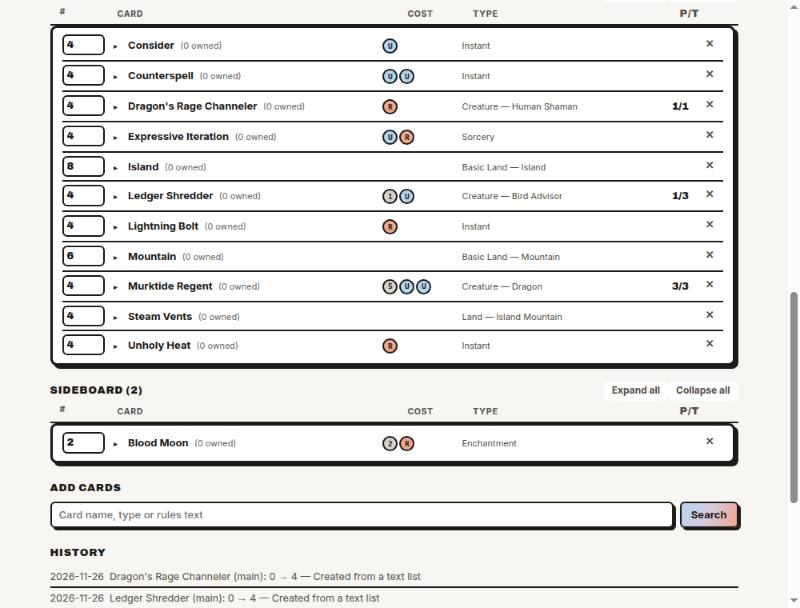 # CARD COST TYPE P/T
4 ▸ Consider (0 owned) U Instant ×
4 ▸ Counterspell (0 owned) U U Instant ×
4 ▸ Dragon's Rage Channeler (0 owned) R Creature — Human Shaman 1/1 ×
4 ▸ Expressive Iteration (0 owned) U R Sorcery ×
8 ▸ Island (0 owned) Basic Land — Island ×
4 ▸ Ledger Shredder (0 owned) 1 U Creature — Bird Advisor 1/3 ×
4 ▸ Lightning Bolt (0 owned) R Instant ×
6 ▸ Mountain (0 owned) Basic Land — Mountain ×
4 ▸ Murktide Regent (0 owned) 5 U U Creature — Dragon 3/3 ×
4 ▸ Steam Vents (0 owned) Land — Island Mountain ×
4 ▸ Unholy Heat (0 owned) R Instant ×
SIDEBOARD (2) Expand all Collapse all
# CARD COST TYPE P/T
2 ▸ Blood Moon (0 owned) 2 R Enchantment ×
ADD CARDS
Card name, type or rules text Search
HISTORY
2026-11-26 Dragon's Rage Channeler (main): 0 → 4 — Created from a text list
2026-11-26 Ledger Shredder (main): 0 → 4 — Created from a text list